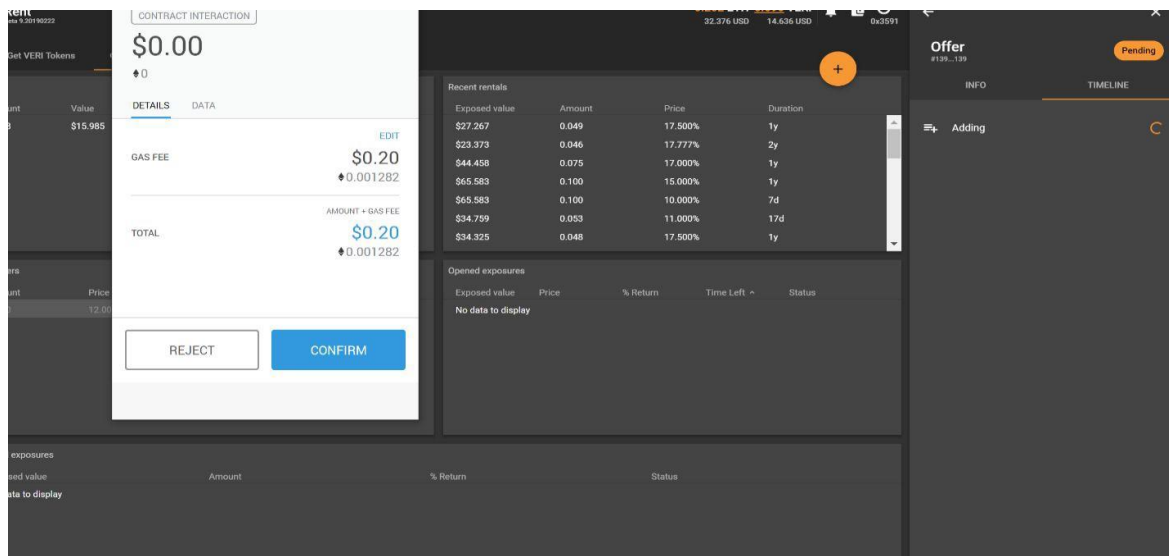 eta 9.20190222
32.376 USD 14.636 USD
0x3591
Get VERI Tokens
Value
$15.985
CONTRACT INTERACTION
$0.00
0
DETAILS DATA
EDIT
GAS FEE $0.20
0.001282
AMOUNT + GAS FEE
TOTAL $0.20
0.001282
REJECT CONFIRM
+
Recent rentals
Exposed value Amount Price Duration
$27.267 0.049 17.500% 1y
$23.373 0.046 17.777% 2y
$44.458 0.075 17.000% 1y
$65.583 0.100 15.000% 1y
$65.583 0.100 10.000% 7d
$34.759 0.053 11.000% 17d
$34.325 0.048 17.500% 1y
Price
12.00
Opened exposures
Exposed value Price % Return Time Left Status
No data to display
exposures
value Amount % Return Status
to display
Offer
#139...139
Pending
INFO TIMELINE
Adding